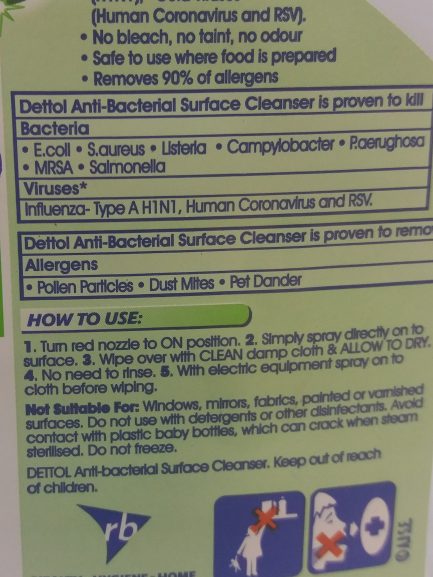 (Human Coronavirus and RSV).
• No bleach, no taint, no odour
• Safe to use where food is prepared
• Removes 90% of allergens
Dettol Anti-Bacterial Surface Cleanser is proven to kill
Bacteria
• E.coli • S.aureus • Listeria • Campylobacter • P.aerughosa
• MRSA • Salmonella
Viruses*
Influenza- Type A H1N1, Human Coronavirus and RSV.
Dettol Anti-Bacterial Surface Cleanser is proven to remo
Allergens
• Pollen Particles • Dust Mites • Pet Dander
HOW TO USE:
1. Turn red nozzle to ON position. 2. Simply spray directly on to
surface. 3. Wipe over with CLEAN damp cloth & ALLOW TO DRY.
4. No need to rinse. 5. With electric equipment spray on to
cloth before wiping.
Not Suitable For: Windows, mirrors, fabrics, painted or varnished
surfaces. Do not use with detergents or other disinfectants. Avoid
contact with plastic baby bottles, which can crack when steam
sterilised. Do not freeze.
DETTOL Anti-bacterial Surface Cleanser. Keep out of reach
of children.
rb
HYGIENE • HOME